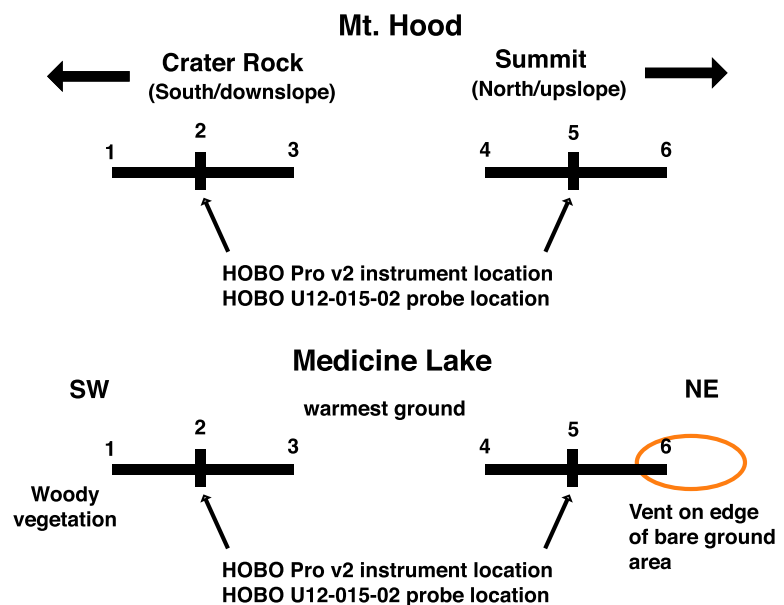 Mt. Hood
Crater Rock
(South/downslope)
Summit
(North/upslope)
1
2
3
4
5
6
HOBO Pro v2 instrument location
HOBO U12-015-02 probe location
Medicine Lake
SW
NE
warmest ground
1
2
3
4
5
6
Woody
vegetation
Vent on edge
of bare ground
area
HOBO Pro v2 instrument location
HOBO U12-015-02 probe location